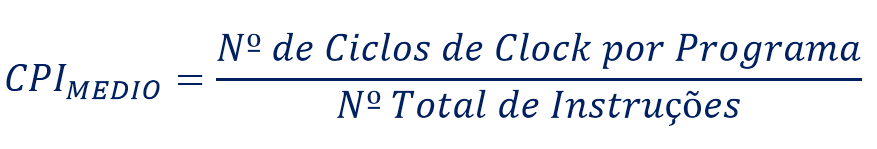 CPI_MEDIO = Nº de Ciclos de Clock por Programa
Nº Total de Instruções